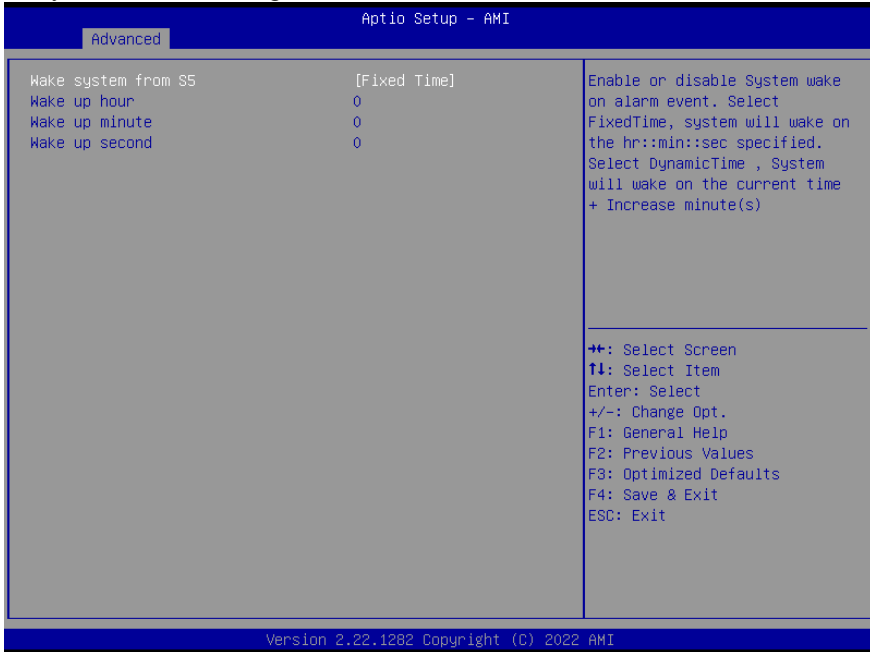 Aptio Setup – AMI
Advanced
Wake system from S5 [Fixed Time]
Wake up hour 0
Wake up minute 0
Wake up second 0
Enable or disable System wake
on alarm event. Select
FixedTime, system will wake on
the hr::min::sec specified.
Select DynamicTime , System
will wake on the current time
+ Increase minute(s)
→←: Select Screen
↑↓: Select Item
Enter: Select
+/-: Change Opt.
F1: General Help
F2: Previous Values
F3: Optimized Defaults
F4: Save & Exit
ESC: Exit
Version 2.22.1282 Copyright (C) 2022 AMI